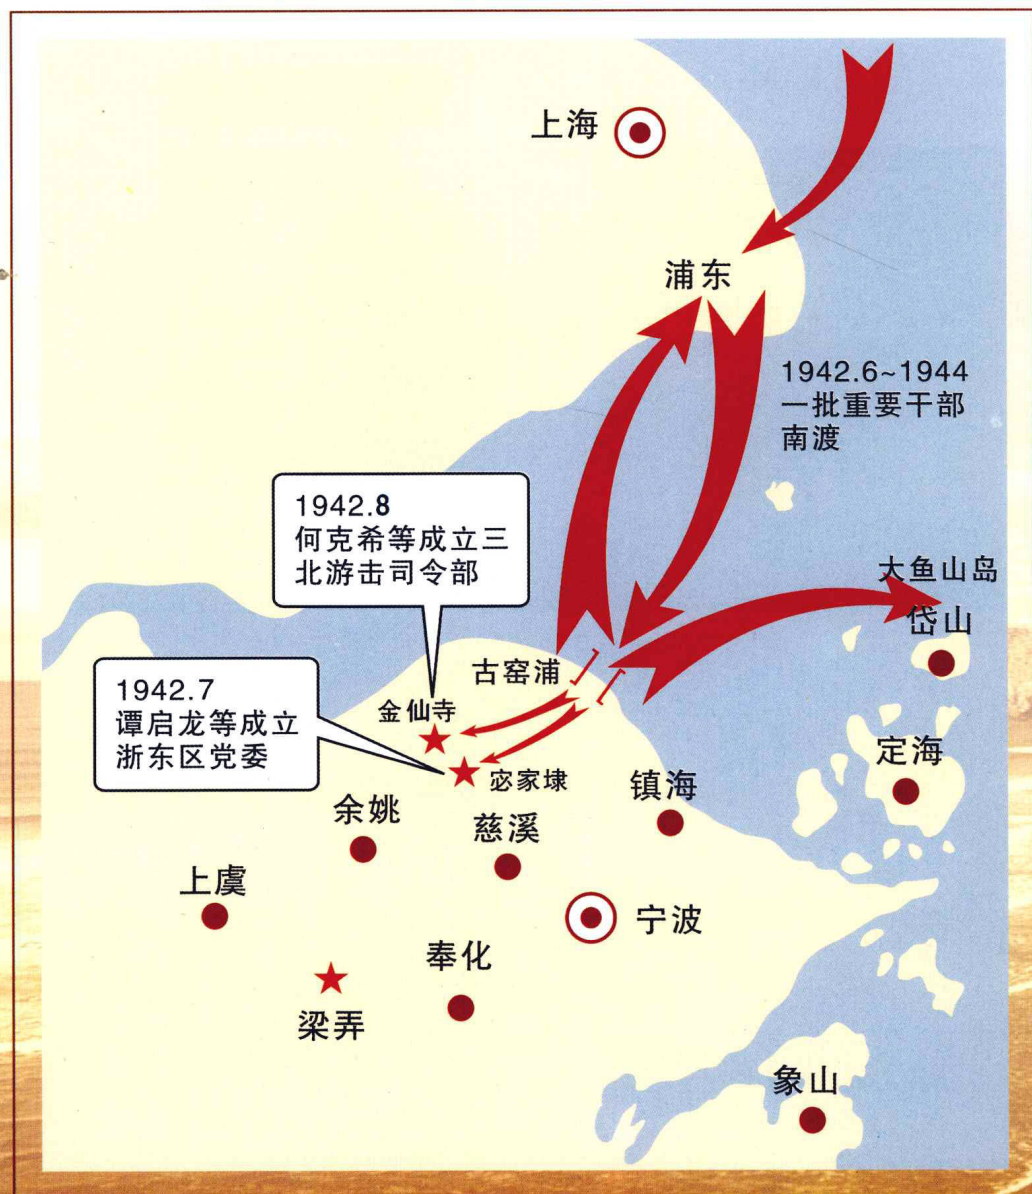 上海
浦东
1942.6~1944
一批重要干部
南渡
1942.8
何克希等成立三
北游击司令部
大鱼山岛
岱山
古窑浦
1942.7
谭启龙等成立
浙东区党委
金仙寺
宓家埭
定海
镇海
余姚
慈溪
上虞
宁波
奉化
梁弄
象山